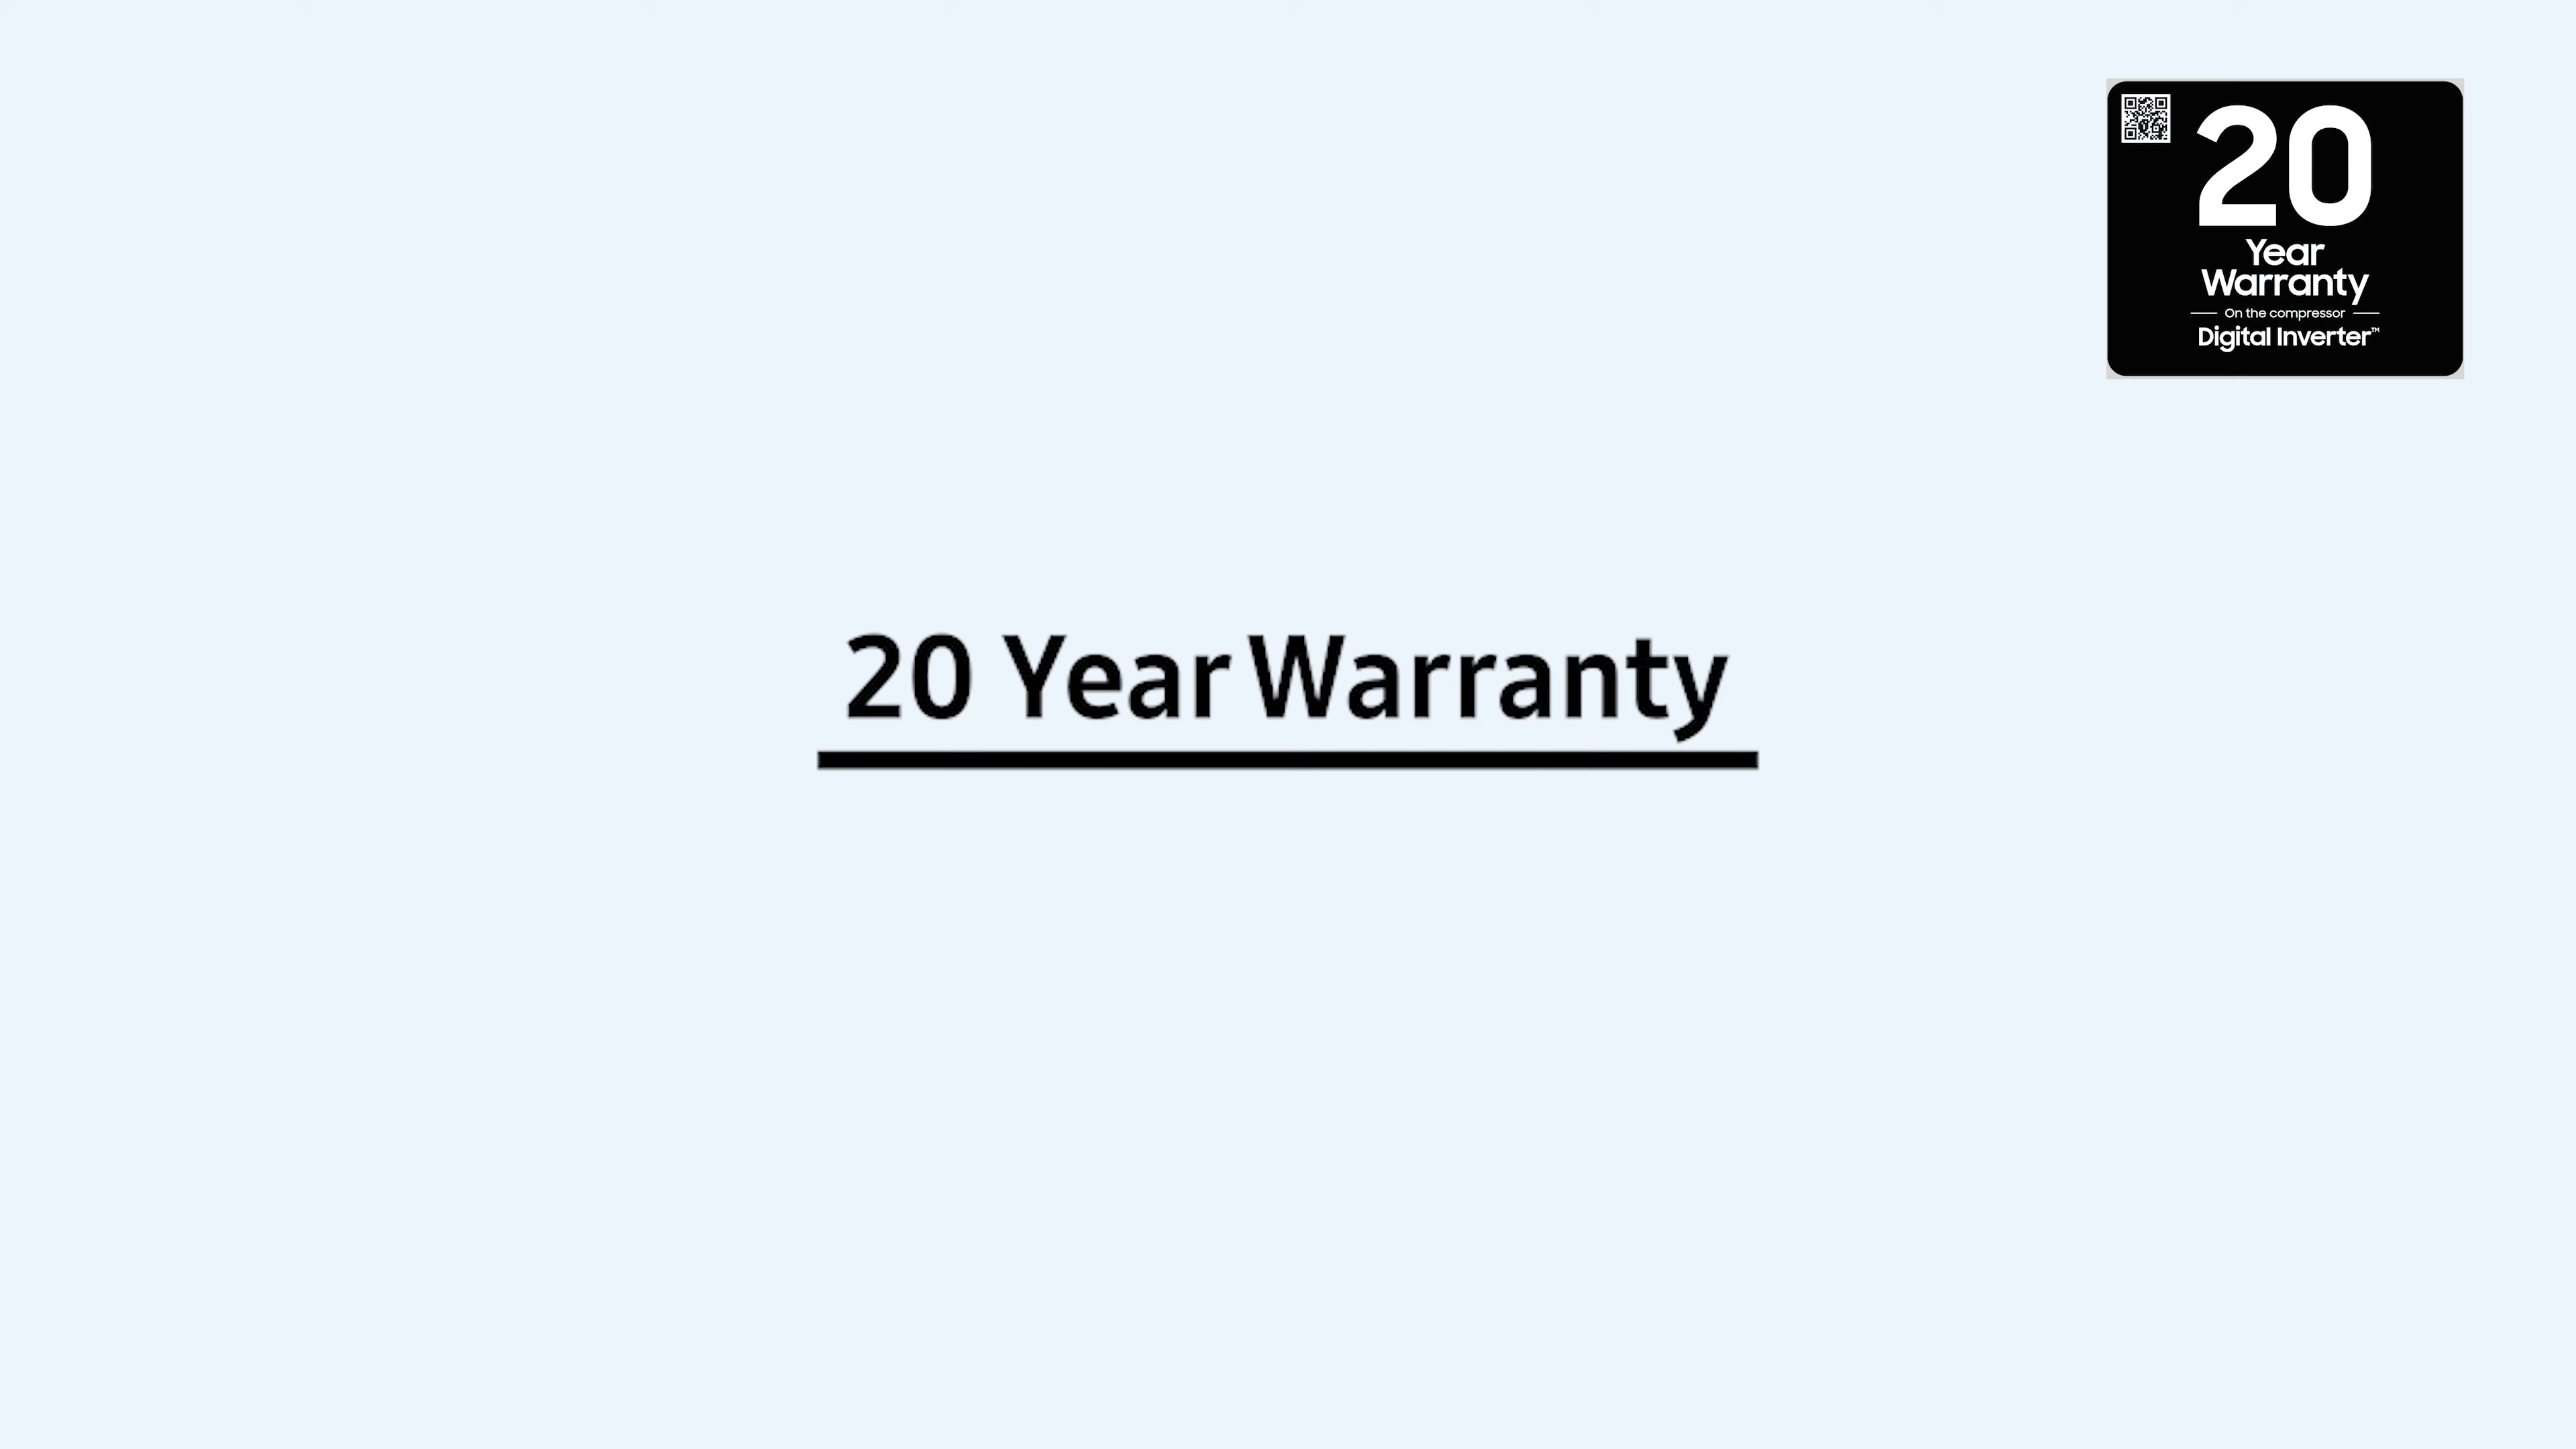 20
Year
Warranty
On the compressor
Digital Inverter™
20 Year Warranty